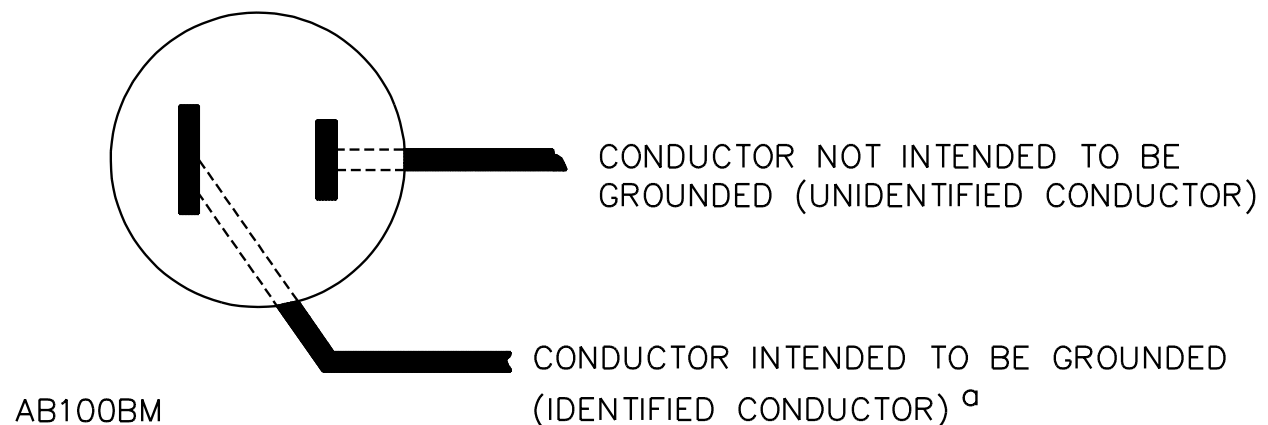 CONDUCTOR NOT INTENDED TO BE
GROUNDED (UNIDENTIFIED CONDUCTOR)
CONDUCTOR INTENDED TO BE GROUNDED
(IDENTIFIED CONDUCTOR) a
AB100BM